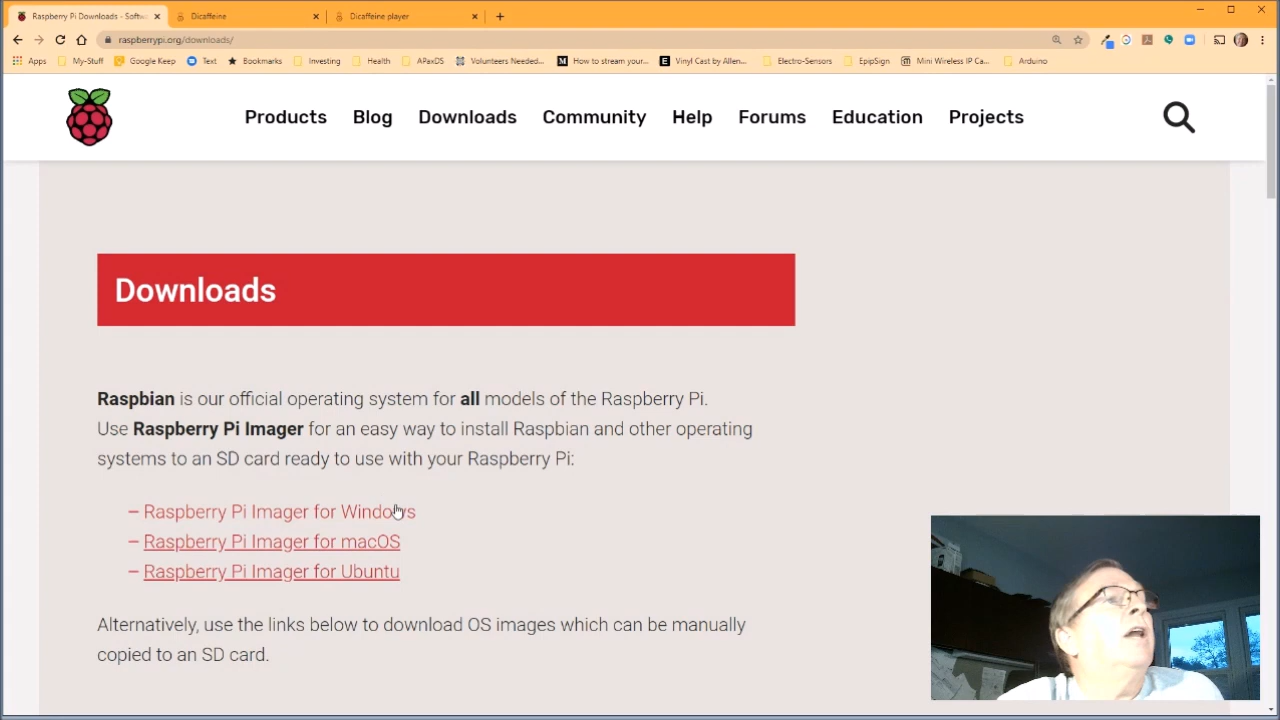 Raspberry Pi Downloads - Softwa
Dicaffeine
Dicaffeine player
raspberrypi.org/downloads/
Apps
My-Stuff
Google Keep
Text
Bookmarks
Investing
Health
APaxDS
Volunteers Needed...
How to stream your...
Vinyl Cast by Allen...
Electro-Sensors
EpipSign
Mini Wireless IP Ca...
Arduino
Products
Blog
Downloads
Community
Help
Forums
Education
Projects
Downloads
Raspbian is our official operating system for all models of the Raspberry Pi.
Use Raspberry Pi Imager for an easy way to install Raspbian and other operating
systems to an SD card ready to use with your Raspberry Pi:
– Raspberry Pi Imager for Windows
– Raspberry Pi Imager for macOS
– Raspberry Pi Imager for Ubuntu
Alternatively, use the links below to download OS images which can be manually
copied to an SD card.